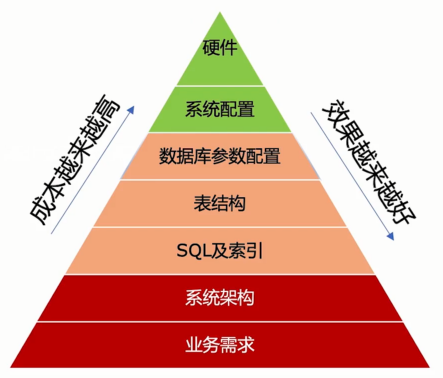 硬件
系统配置
数据库参数配置
表结构
SQL及索引
系统架构
业务需求
成本越来越高
效果越来越好